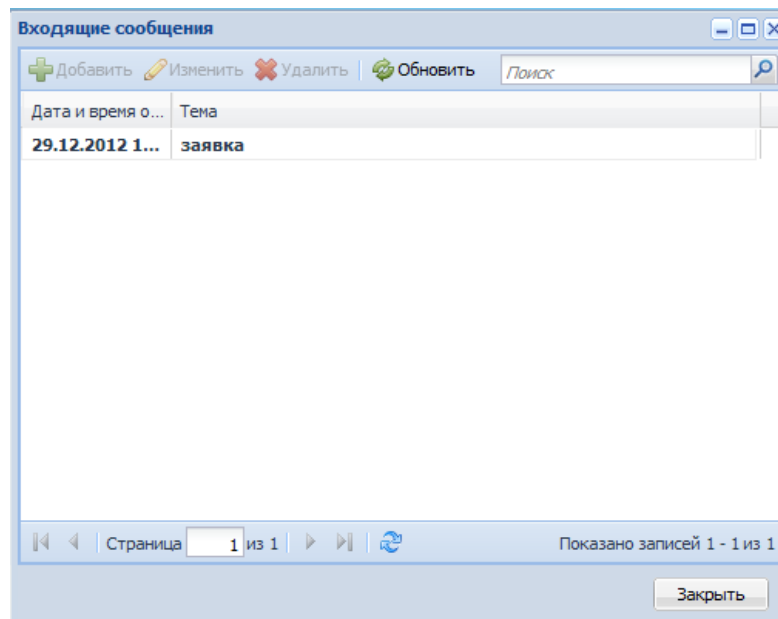 Входящие сообщения
Добавить Изменить Удалить Обновить Поиск
Дата и время о... Тема
29.12.2012 1... заявка
Страница 1 из 1 Показано записей 1 - 1 из 1
Закрыть